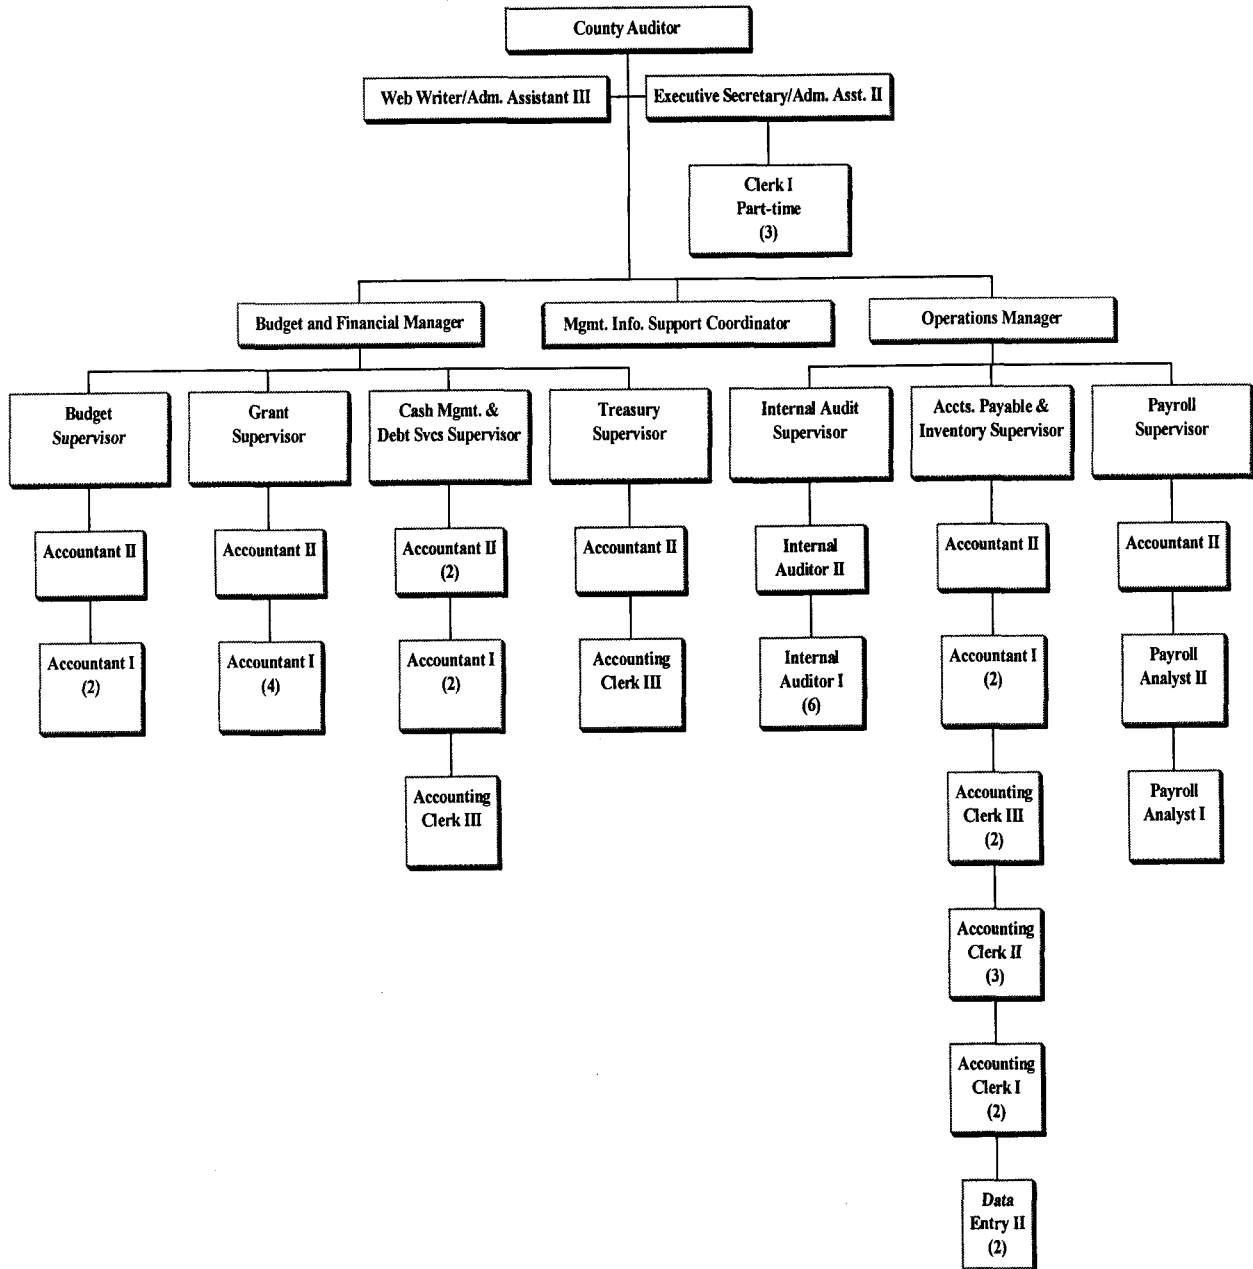 County Auditor
Web Writer/Adm. Assistant III
Executive Secretary/Adm. Asst. II
Clerk I
Part-time
(3)
Budget and Financial Manager
Mgmt. Info. Support Coordinator
Operations Manager
Budget
Supervisor
Grant
Supervisor
Cash Mgmt. &
Debt Svcs Supervisor
Treasury
Supervisor
Internal Audit
Supervisor
Accts. Payable &
Inventory Supervisor
Payroll
Supervisor
Accountant II
Accountant II
Accountant II
(2)
Accountant II
Internal
Auditor II
Accountant II
Accountant II
Accountant I
(2)
Accountant I
(4)
Accountant I
(2)
Accounting
Clerk III
Internal
Auditor I
(6)
Accountant I
(2)
Payroll
Analyst II
Accounting
Clerk III
Accounting
Clerk III
(2)
Payroll
Analyst I
Accounting
Clerk II
(3)
Accounting
Clerk I
(2)
Data
Entry II
(2)